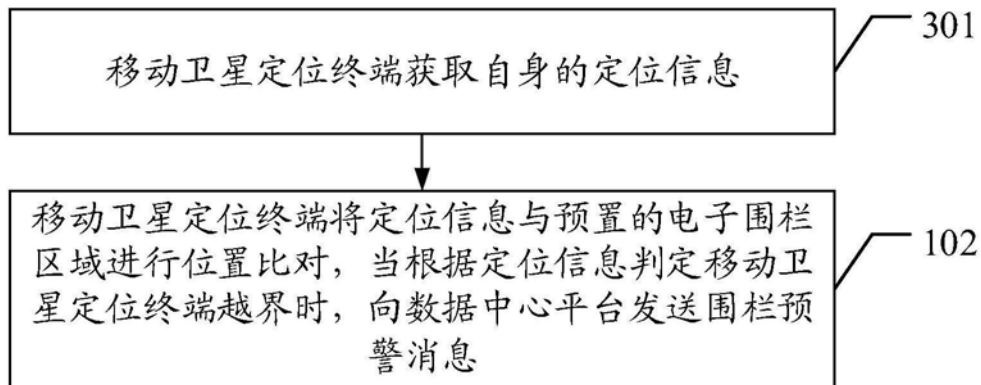 移动卫星定位终端获取自身的定位信息
301
移动卫星定位终端将定位信息与预置的电子围栏
区域进行位置比对，当根据定位信息判定移动卫
星定位终端越界时，向数据中心平台发送围栏预
警消息
102